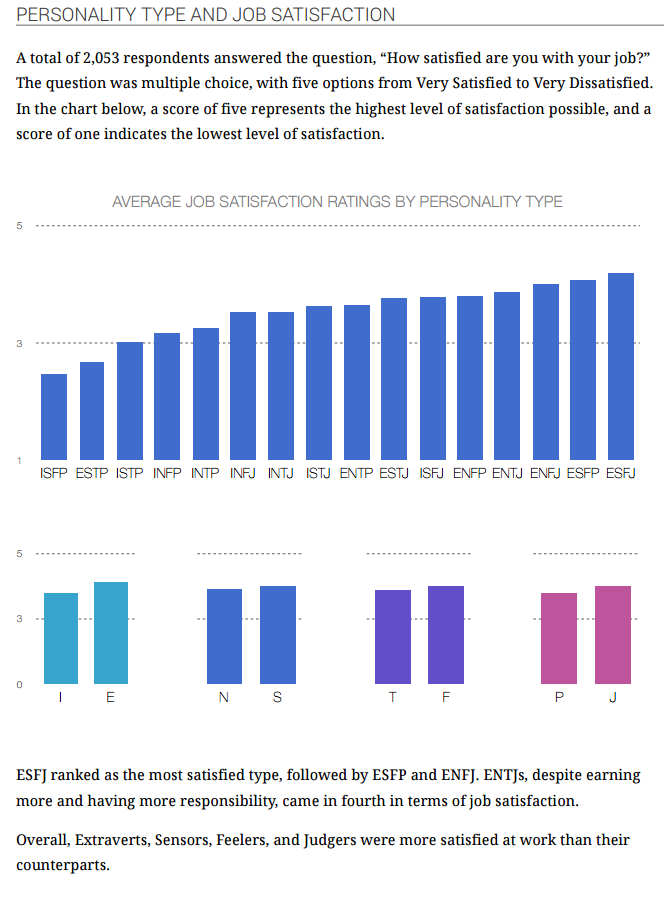 PERSONALITY TYPE AND JOB SATISFACTION
A total of 2,053 respondents answered the question, “How satisfied are you with your job?”
The question was multiple choice, with five options from Very Satisfied to Very Dissatisfied.
In the chart below, a score of five represents the highest level of satisfaction possible, and a
score of one indicates the lowest level of satisfaction.
AVERAGE JOB SATISFACTION RATINGS BY PERSONALITY TYPE
5
3
1
ISFP ESTP ISTP INFP INTP INFJ INTJ ISTJ ENTP ESTJ ISFJ ENFP ENTJ ENFJ ESFP ESFJ
5
3
0
I E N S T F P J
ESFJ ranked as the most satisfied type, followed by ESFP and ENFJ. ENTJs, despite earning
more and having more responsibility, came in fourth in terms of job satisfaction.
Overall, Extraverts, Sensors, Feelers, and Judgers were more satisfied at work than their
counterparts.